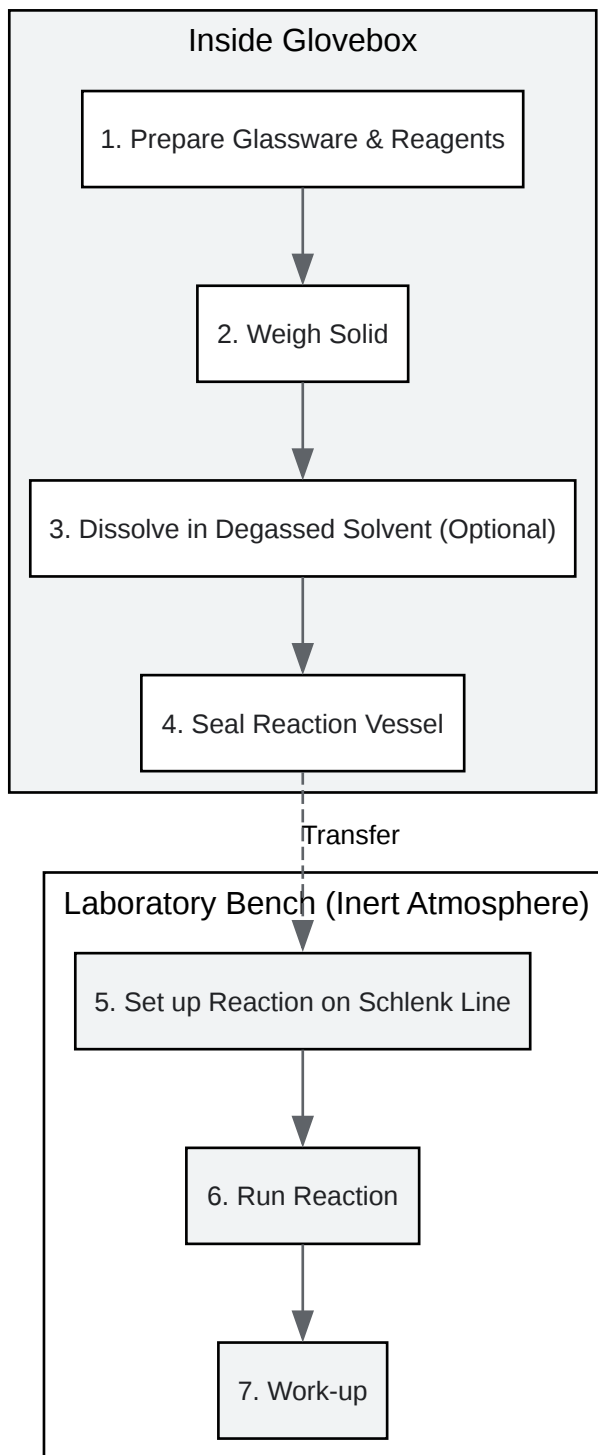 Inside Glovebox
1. Prepare Glassware & Reagents
2. Weigh Solid
3. Dissolve in Degassed Solvent (Optional)
4. Seal Reaction Vessel
Transfer
Laboratory Bench (Inert Atmosphere)
5. Set up Reaction on Schlenk Line
6. Run Reaction
7. Work-up